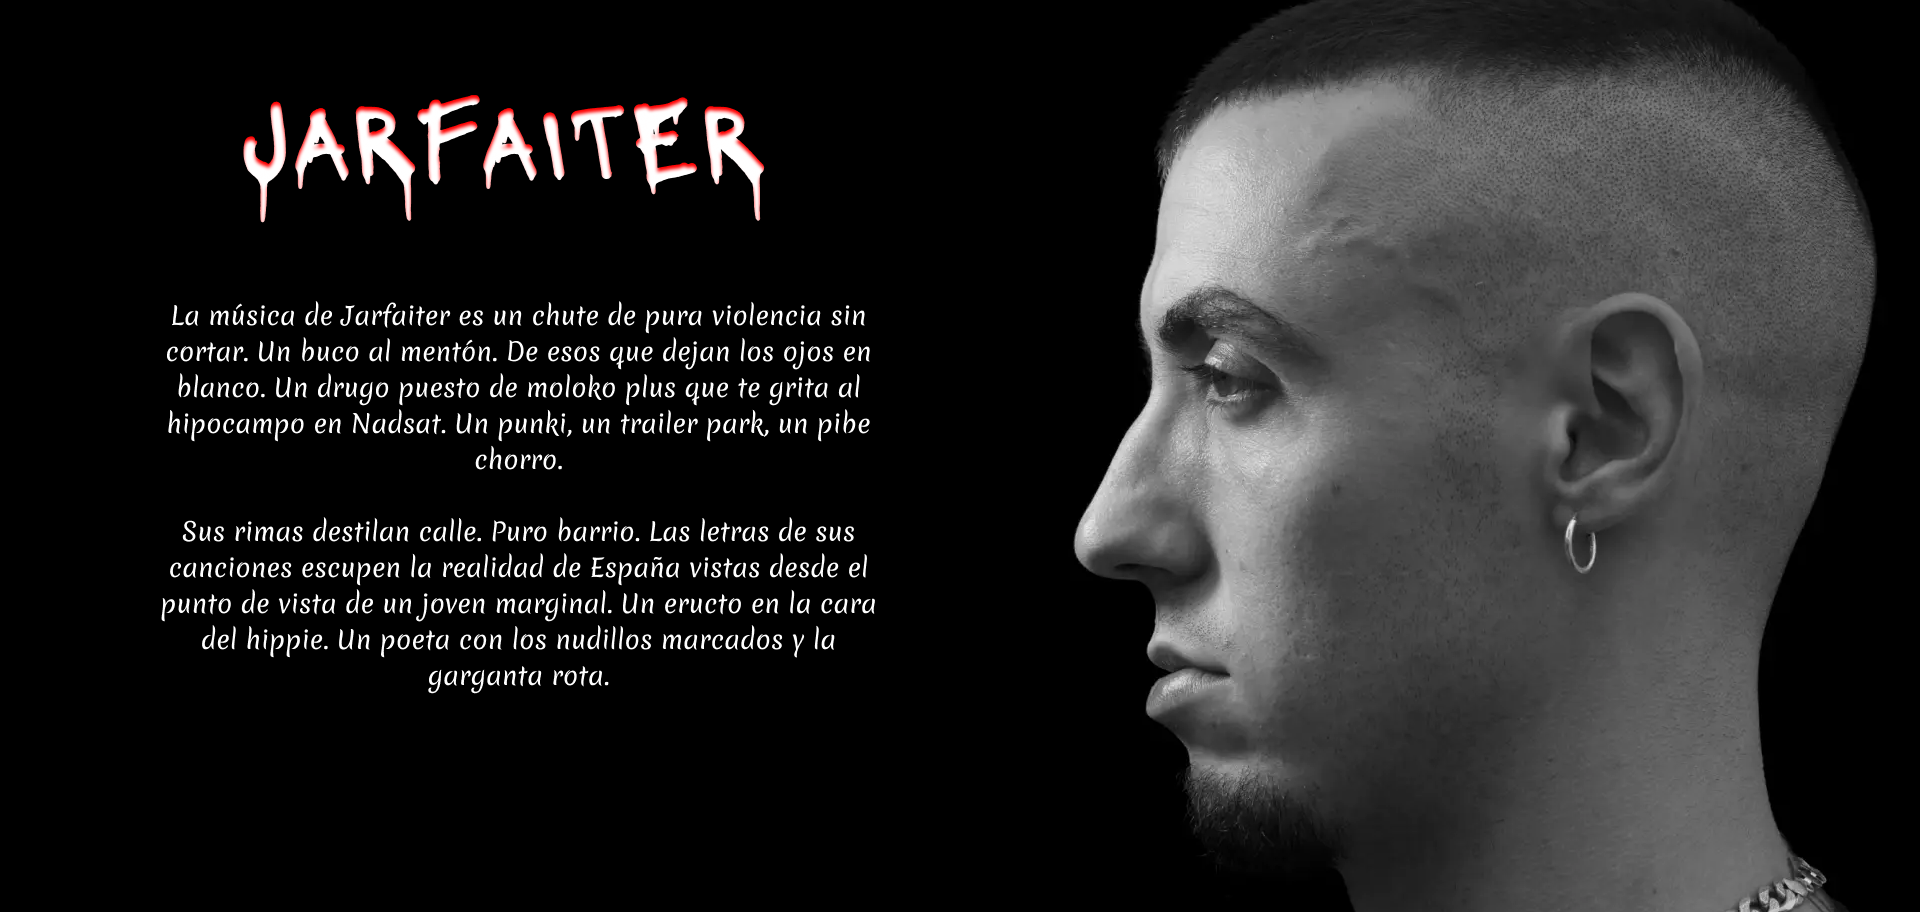 JARFAITER
La música de Jarfaiter es un chute de pura violencia sin
cortar. Un buco al mentón. De esos que dejan los ojos en
blanco. Un drugo puesto de moloko plus que te grita al
hipocampo en Nadsat. Un punki, un trailer park, un pibe
chorro.
Sus rimas destilan calle. Puro barrio. Las letras de sus
canciones escupen la realidad de España vistas desde el
punto de vista de un joven marginal. Un eructo en la cara
del hippie. Un poeta con los nudillos marcados y la
garganta rota.